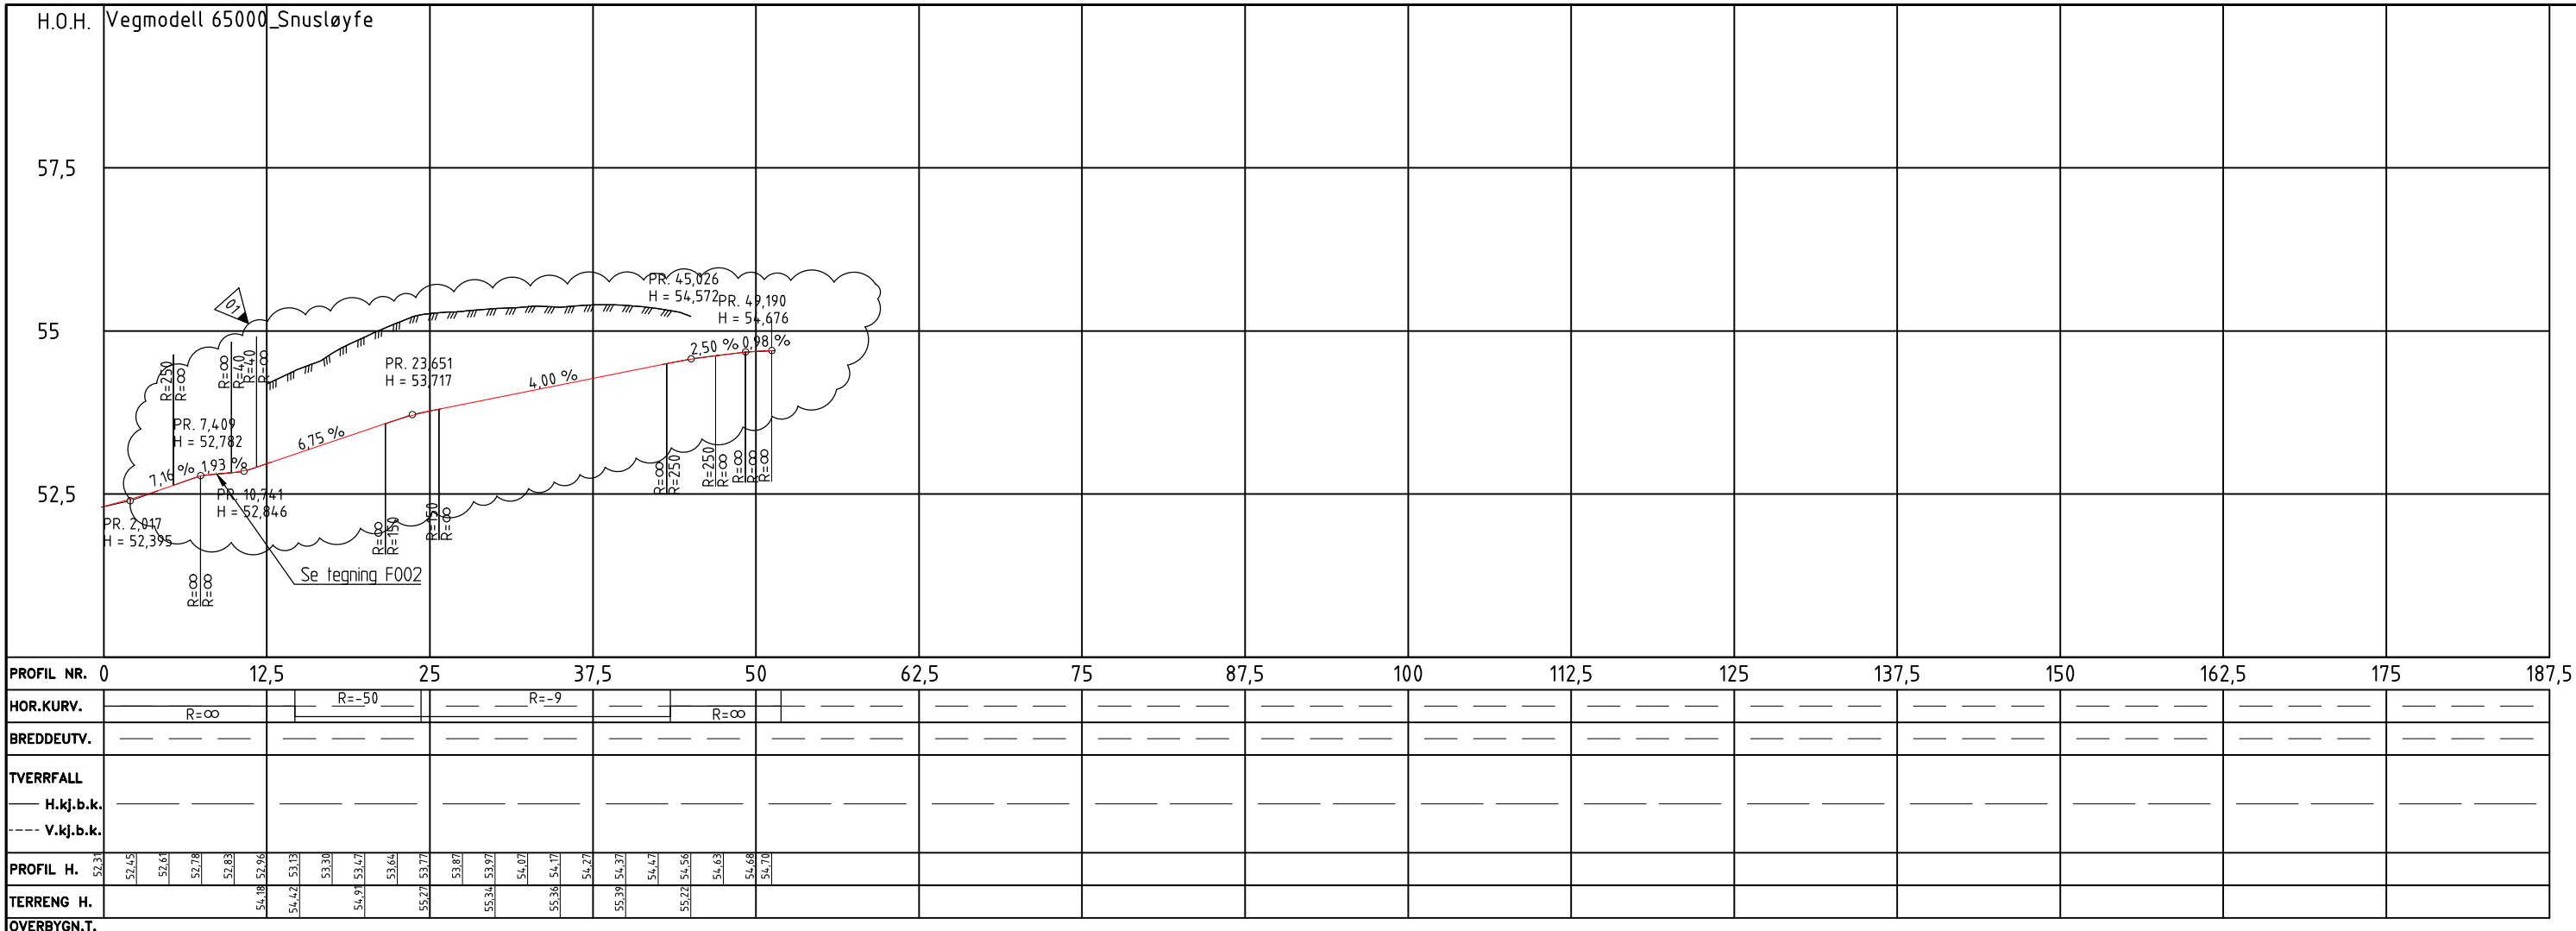 H.O.H.
Vegmodell 65000_Snusløyfe
57,5
55
52,5
01
PR. 45,026
H = 54,572
PR. 49,190
H = 54,676
2,50 %
0,98 %
PR. 23,651
H = 53,717
4,00 %
R=250
R=∞
R=∞
R=40
R=40
R=∞
PR. 7,409
H = 52,782
6,75 %
7,16 %
1,93 %
PR. 10,741
H = 52,846
PR. 2,017
H = 52,395
R=∞
R=∞
R=∞
R=150
R=150
R=∞
R=∞
R=250
R=250
R=∞
R=∞
R=∞
R=∞
Se tegning F002
PROFIL NR. 0 12,5 25 37,5 50 62,5 75 87,5 100 112,5 125 137,5 150 162,5 175 187,5
HOR.KURV. R=∞ R=-50 R=-9 R=∞
BREDDEUTV.
TVERRFALL
H.kj.b.k.
V.kj.b.k.
PROFIL H. 52,31 52,45 52,61 52,78 52,83 52,96 53,13 53,30 53,47 53,64 53,77 53,87 53,97 54,07 54,17 54,27 54,37 54,47 54,56 54,63 54,68 54,70
TERRENG H. 54,18 54,42 54,91 55,27 55,34 55,36 55,39 55,22
OVERBYGN.T.